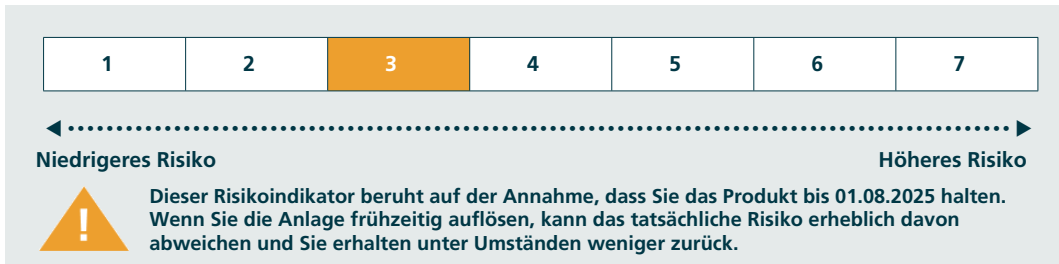 1 2 3 4 5 6 7
Niedrigeres Risiko Höheres Risiko
Dieser Risikoindikator beruht auf der Annahme, dass Sie das Produkt bis 01.08.2025 halten.
Wenn Sie die Anlage frühzeitig auflösen, kann das tatsächliche Risiko erheblich davon
abweichen und Sie erhalten unter Umständen weniger zurück.
!